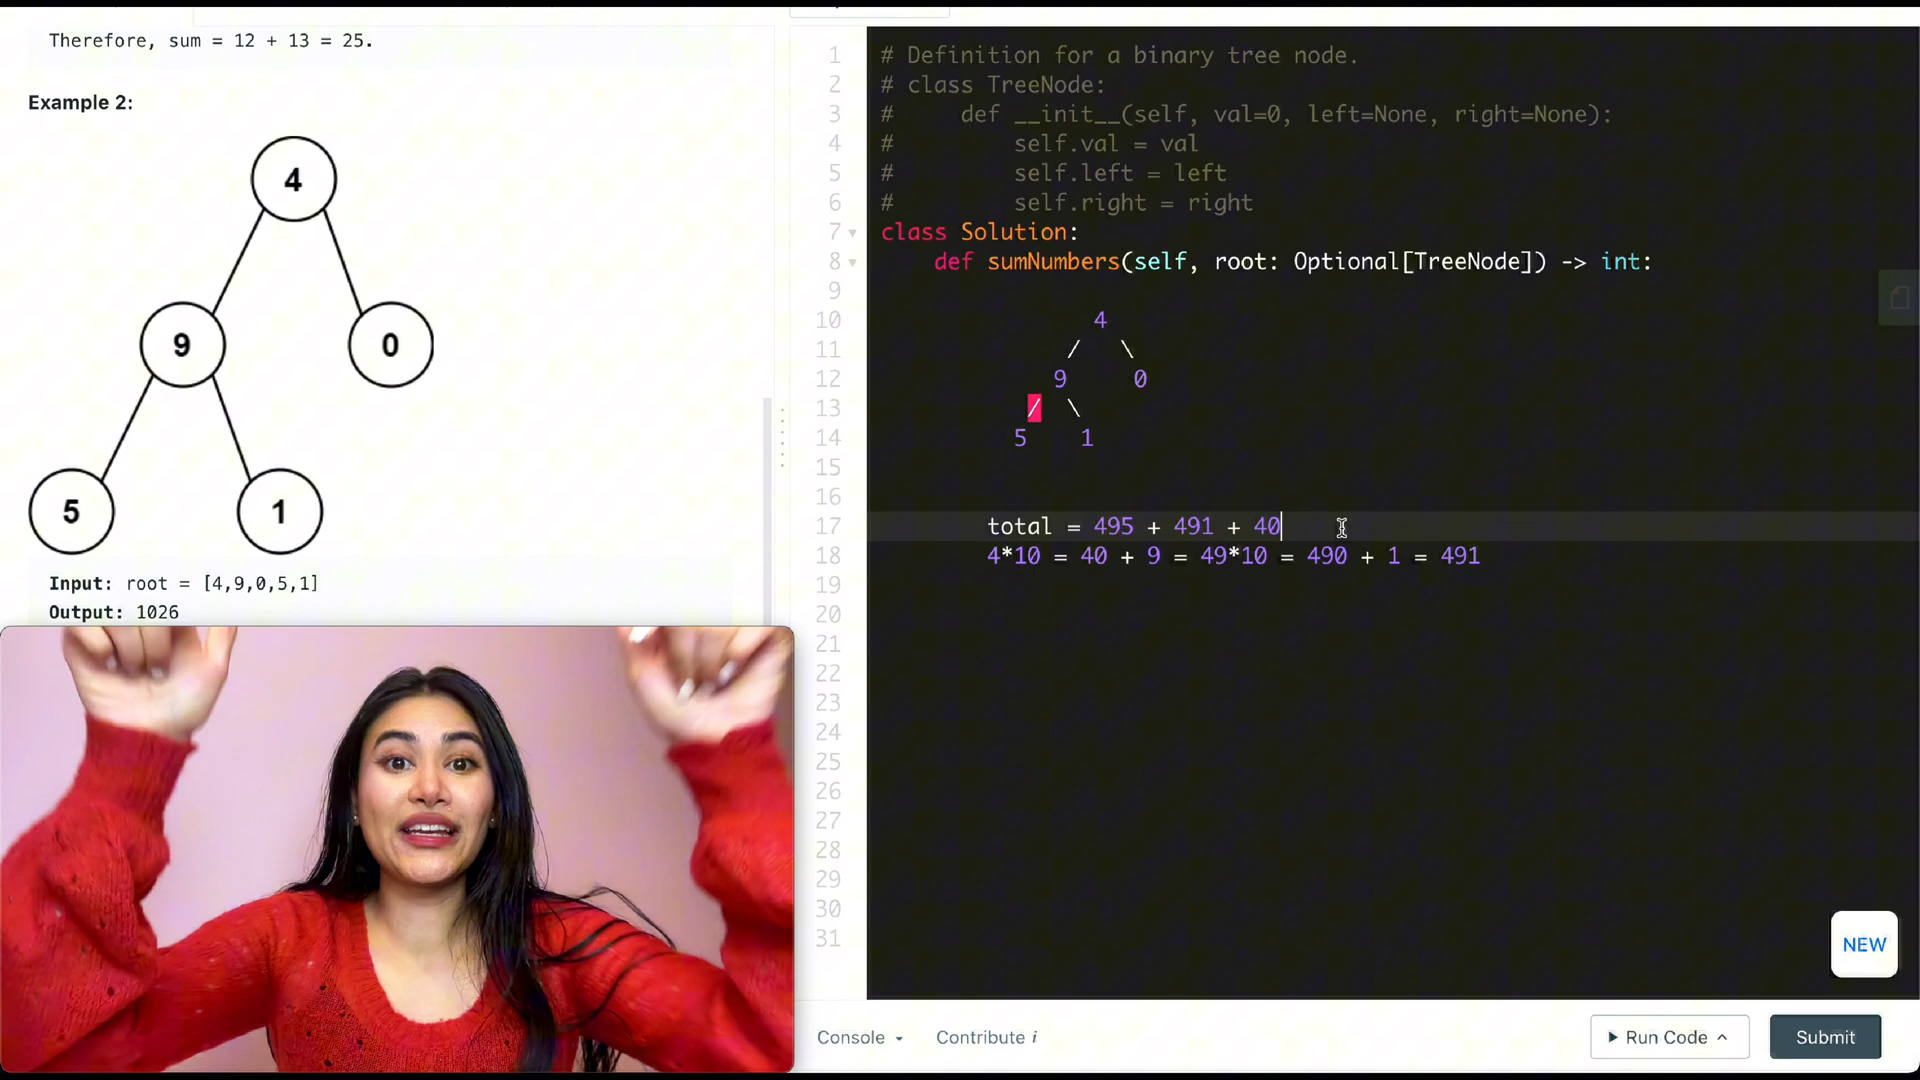 Therefore, sum = 12 + 13 = 25.
Example 2:
4
9
0
5
1
Input: root = [4,9,0,5,1]
Output: 1026
1 # Definition for a binary tree node.
2 # class TreeNode:
3 #     def __init__(self, val=0, left=None, right=None):
4 #         self.val = val
5 #         self.left = left
6 #         self.right = right
7 class Solution:
8     def sumNumbers(self, root: Optional[TreeNode]) -> int:
9
10                 4
11               /   \
12              9     0
13            /  \
14           5    1
15
16
17         total = 495 + 491 + 40
18         4*10 = 40 + 9 = 49*10 = 490 + 1 = 491
19
20
21
22
23
24
25
26
27
28
29
30
31
NEW
Console
Contribute i
Run Code
Submit